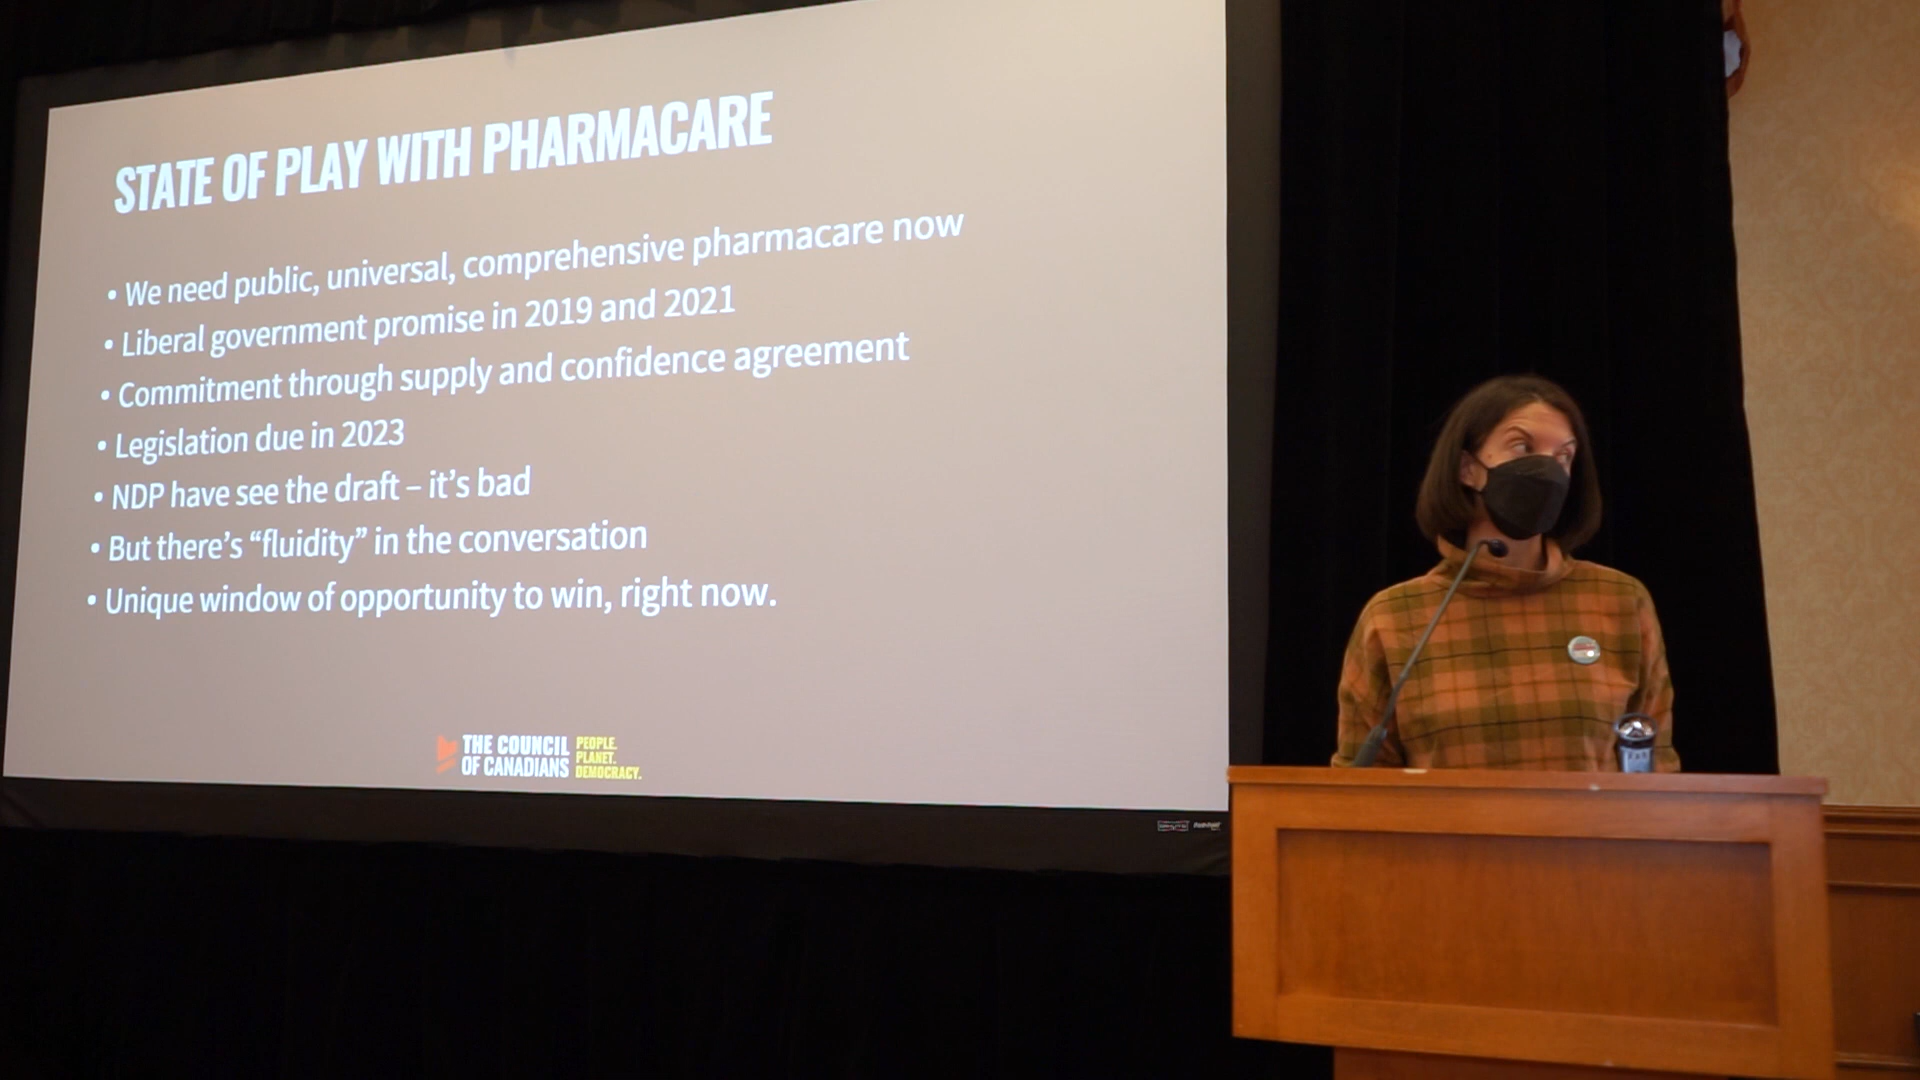 STATE OF PLAY WITH PHARMACARE
• We need public, universal, comprehensive pharmacare now
• Liberal government promise in 2019 and 2021
• Commitment through supply and confidence agreement
• Legislation due in 2023
• NDP have see the draft – it’s bad
• But there’s “fluidity” in the conversation
• Unique window of opportunity to win, right now.
THE COUNCIL
OF CANADIANS
PEOPLE.
PLANET.
DEMOCRACY.